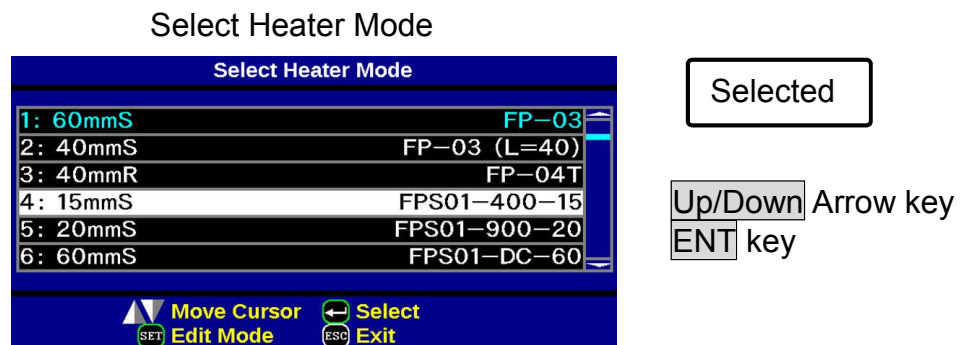 Select Heater Mode
Select Heater Mode
1: 60mmS FP-03
2: 40mmS FP-03 (L=40)
3: 40mmR FP-04T
4: 15mmS FPS01-400-15
5: 20mmS FPS01-900-20
6: 60mmS FPS01-DC-60
Move Cursor Select
SET Edit Mode ESC Exit
Selected
Up/Down Arrow key
ENT key